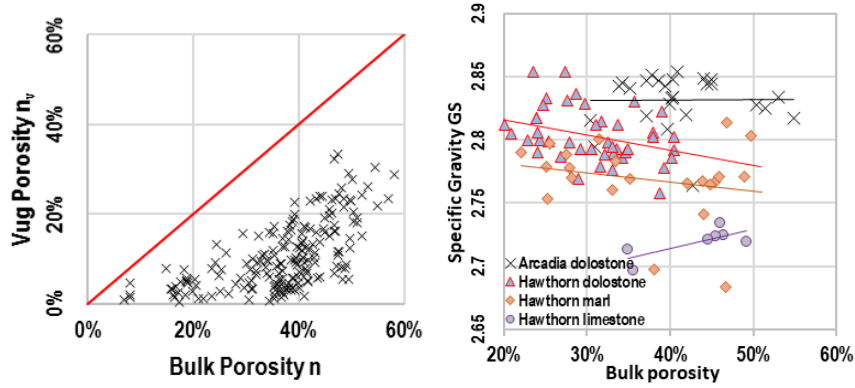 60%
40%
20%
0%
Vug Porosity nᵥ
0% 20% 40% 60%
Bulk Porosity n
2.9
2.85
2.8
2.75
2.7
2.65
Specific Gravity GS
Arcadia dolostone
Hawthorn dolostone
Hawthorn marl
Hawthorn limestone
20% 30% 40% 50% 60%
Bulk porosity